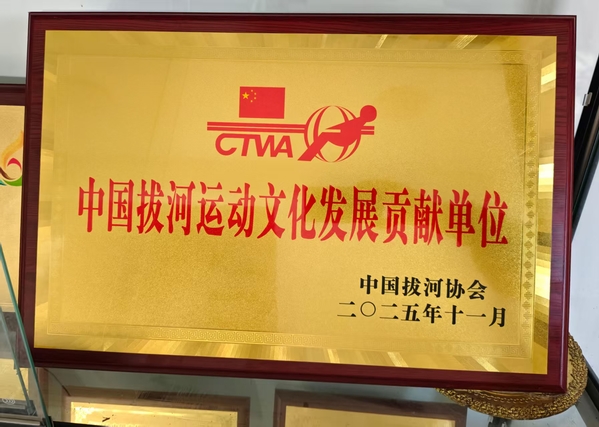 CTWA
中国拔河运动文化发展贡献单位
中国拔河协会
二〇二五年十一月